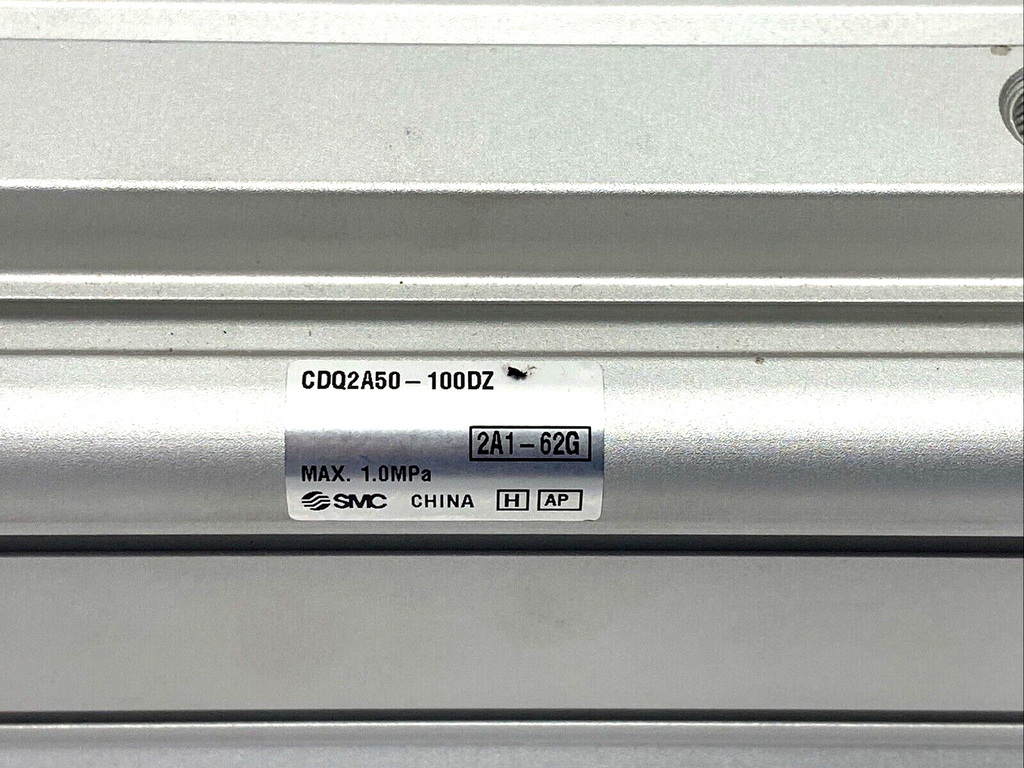 CDQ2A50-100DZ
2A1-62G
MAX. 1.0MPa
SMC CHINA H AP